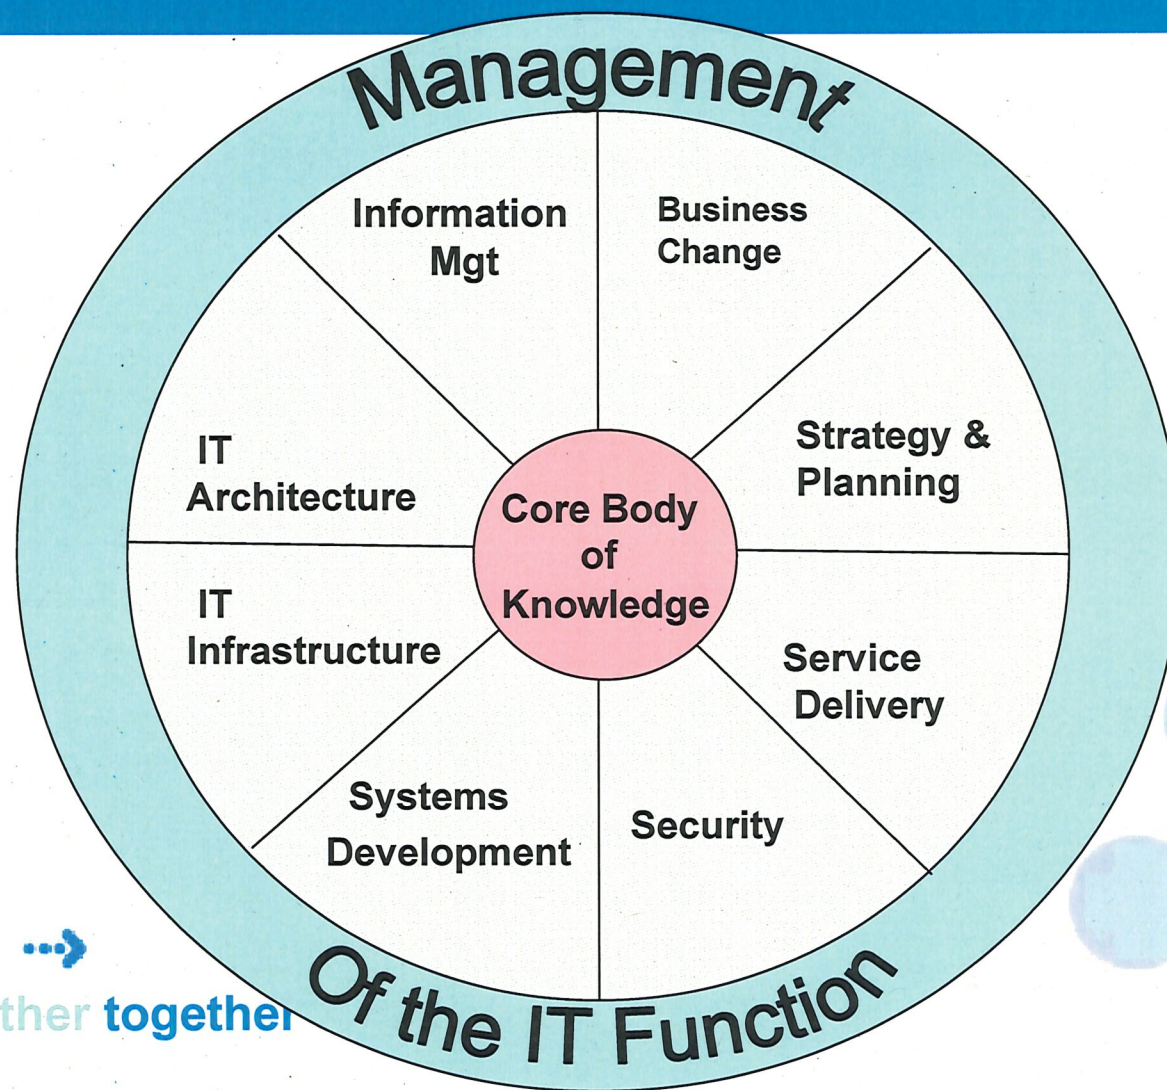 Management
Information
Mgt
Business
Change
Strategy &
Planning
IT
Architecture
Core Body
of
Knowledge
IT
Infrastructure
Service
Delivery
Systems
Development
Security
together
Of the IT Function